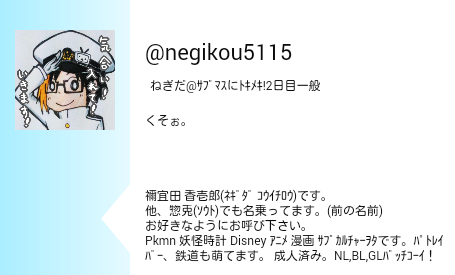 気合い、
入れて！
いきます！
@negikou5115
ねぎだ@ｻﾌﾞﾏｽにﾄｷﾒｷ!2日目一般
くそぉ。
禰宜田 香壱郎(ﾈｷﾞﾀﾞ ｺｳｲﾁﾛｳ)です。
他、惣兎(ｿｳﾄ)でも名乗ってます。(前の名前)
お好きなようにお呼び下さい。
Pkmn 妖怪時計 Disney ｱﾆﾒ 漫画 ｻﾌﾞｶﾙﾁｬｰｦﾀです。ﾊﾟﾄﾚｲ
ﾊﾞｰ、鉄道も萌てます。 成人済み。NL,BL,GLﾊﾞｯﾁｺｰｲ！